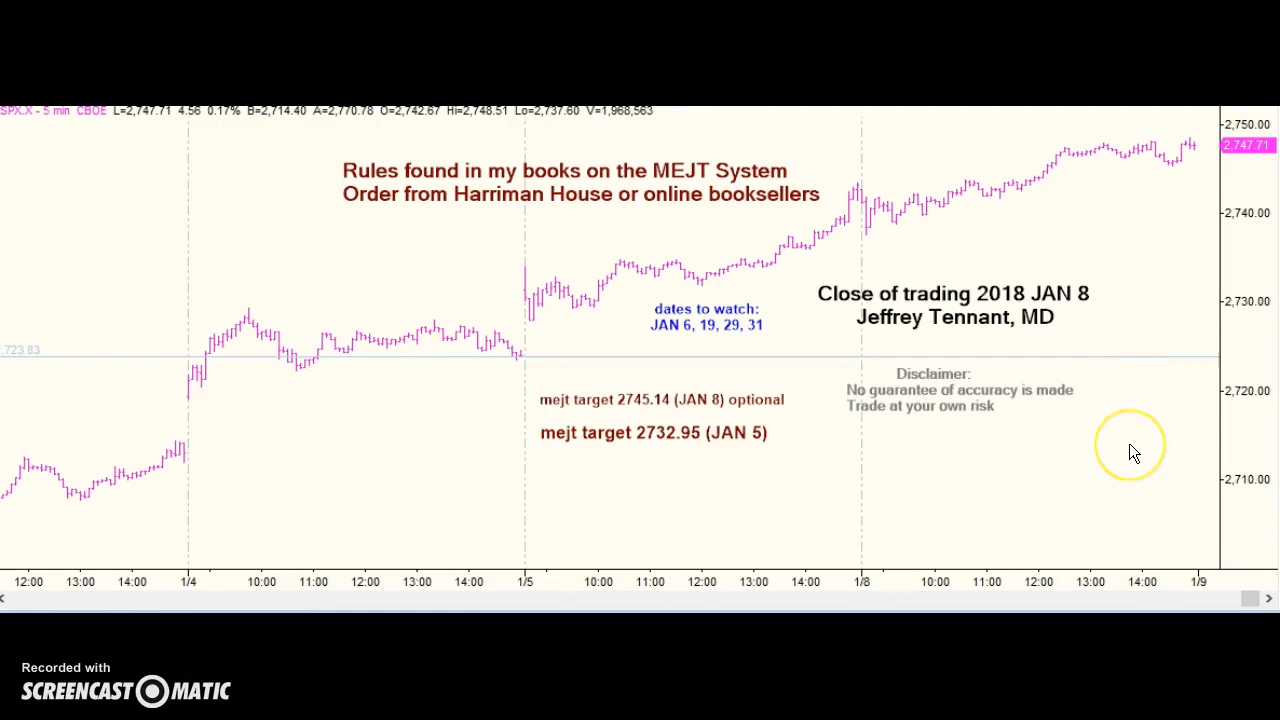 SPX.X - 5 min CBOE L=2,747.71 4.56 0.17% B=2,714.40 A=2,770.78 O=2,742.67 Hi=2,748.51 Lo=2,737.60 V=1,968,563
2,750.00
2,747.71
Rules found in my books on the MEJT System
Order from Harriman House or online booksellers
2,740.00
Close of trading 2018 JAN 8
Jeffrey Tennant, MD
2,730.00
dates to watch:
JAN 6, 19, 29, 31
,723.83
Disclaimer:
No guarantee of accuracy is made
Trade at your own risk
2,720.00
mejt target 2745.14 (JAN 8) optional
mejt target 2732.95 (JAN 5)
2,710.00
12:00 13:00 14:00 1/4 10:00 11:00 12:00 13:00 14:00 1/5 10:00 11:00 12:00 13:00 14:00 1/8 10:00 11:00 12:00 13:00 14:00 1/9
Recorded with
SCREENCAST MATIC